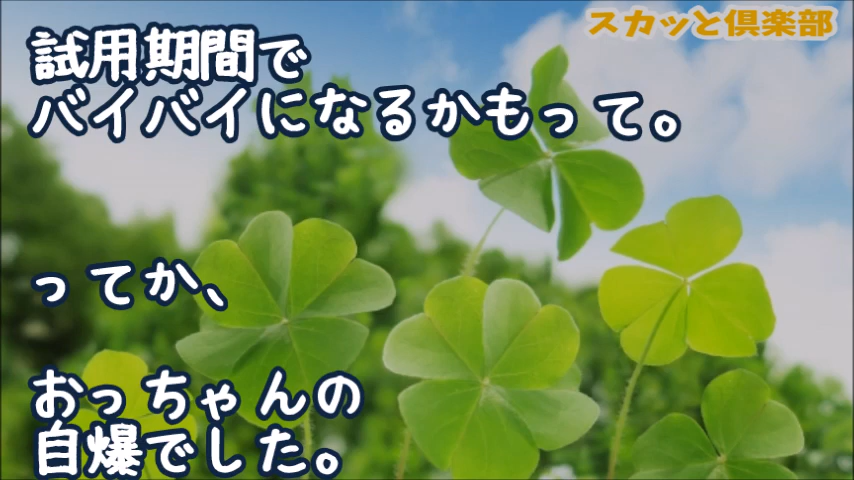 スカッと倶楽部
試用期間で
バイバイになるかもって。
ってか、
おっちゃんの
自爆でした。